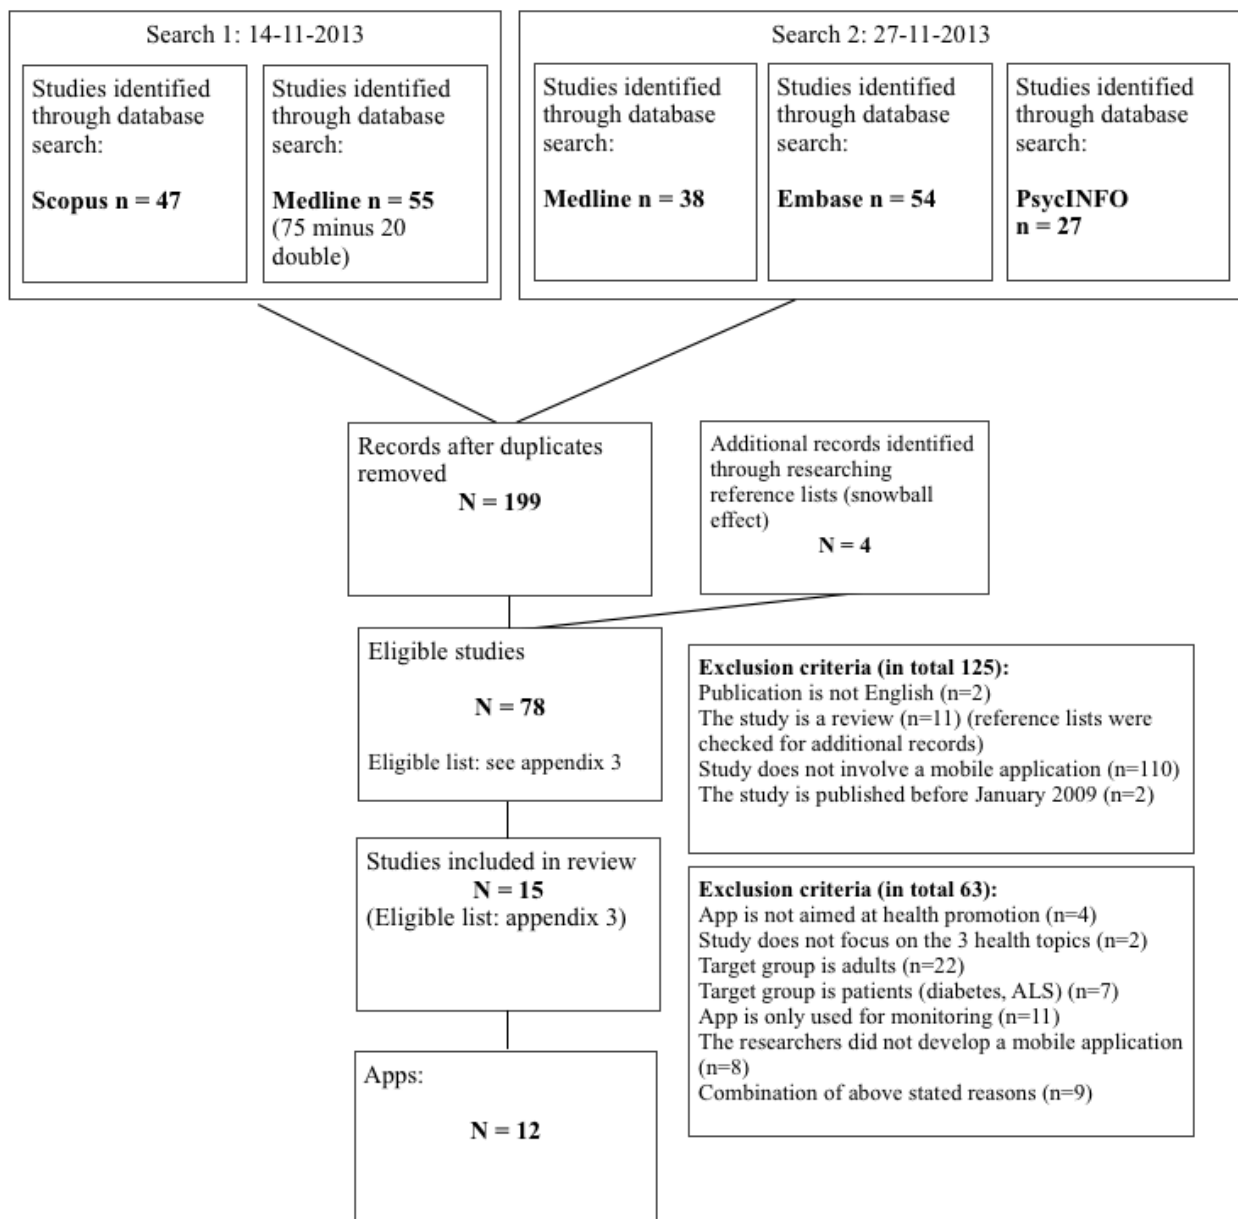 Search 1: 14-11-2013
Studies identified
through database
search:
Scopus n = 47
Studies identified
through database
search:
Medline n = 55
(75 minus 20
double)
Search 2: 27-11-2013
Studies identified
through database
search:
Medline n = 38
Studies identified
through database
search:
Embase n = 54
Studies identified
through database
search:
PsycINFO
n = 27
Records after duplicates
removed
N = 199
Additional records identified
through researching
reference lists (snowball
effect)
N = 4
Eligible studies
N = 78
Eligible list: see appendix 3
Exclusion criteria (in total 125):
Publication is not English (n=2)
The study is a review (n=11) (reference lists were
checked for additional records)
Study does not involve a mobile application (n=110)
The study is published before January 2009 (n=2)
Studies included in review
N = 15
(Eligible list: appendix 3)
Exclusion criteria (in total 63):
App is not aimed at health promotion (n=4)
Study does not focus on the 3 health topics (n=2)
Target group is adults (n=22)
Target group is patients (diabetes, ALS) (n=7)
App is only used for monitoring (n=11)
The researchers did not develop a mobile application
(n=8)
Combination of above stated reasons (n=9)
Apps:
N = 12